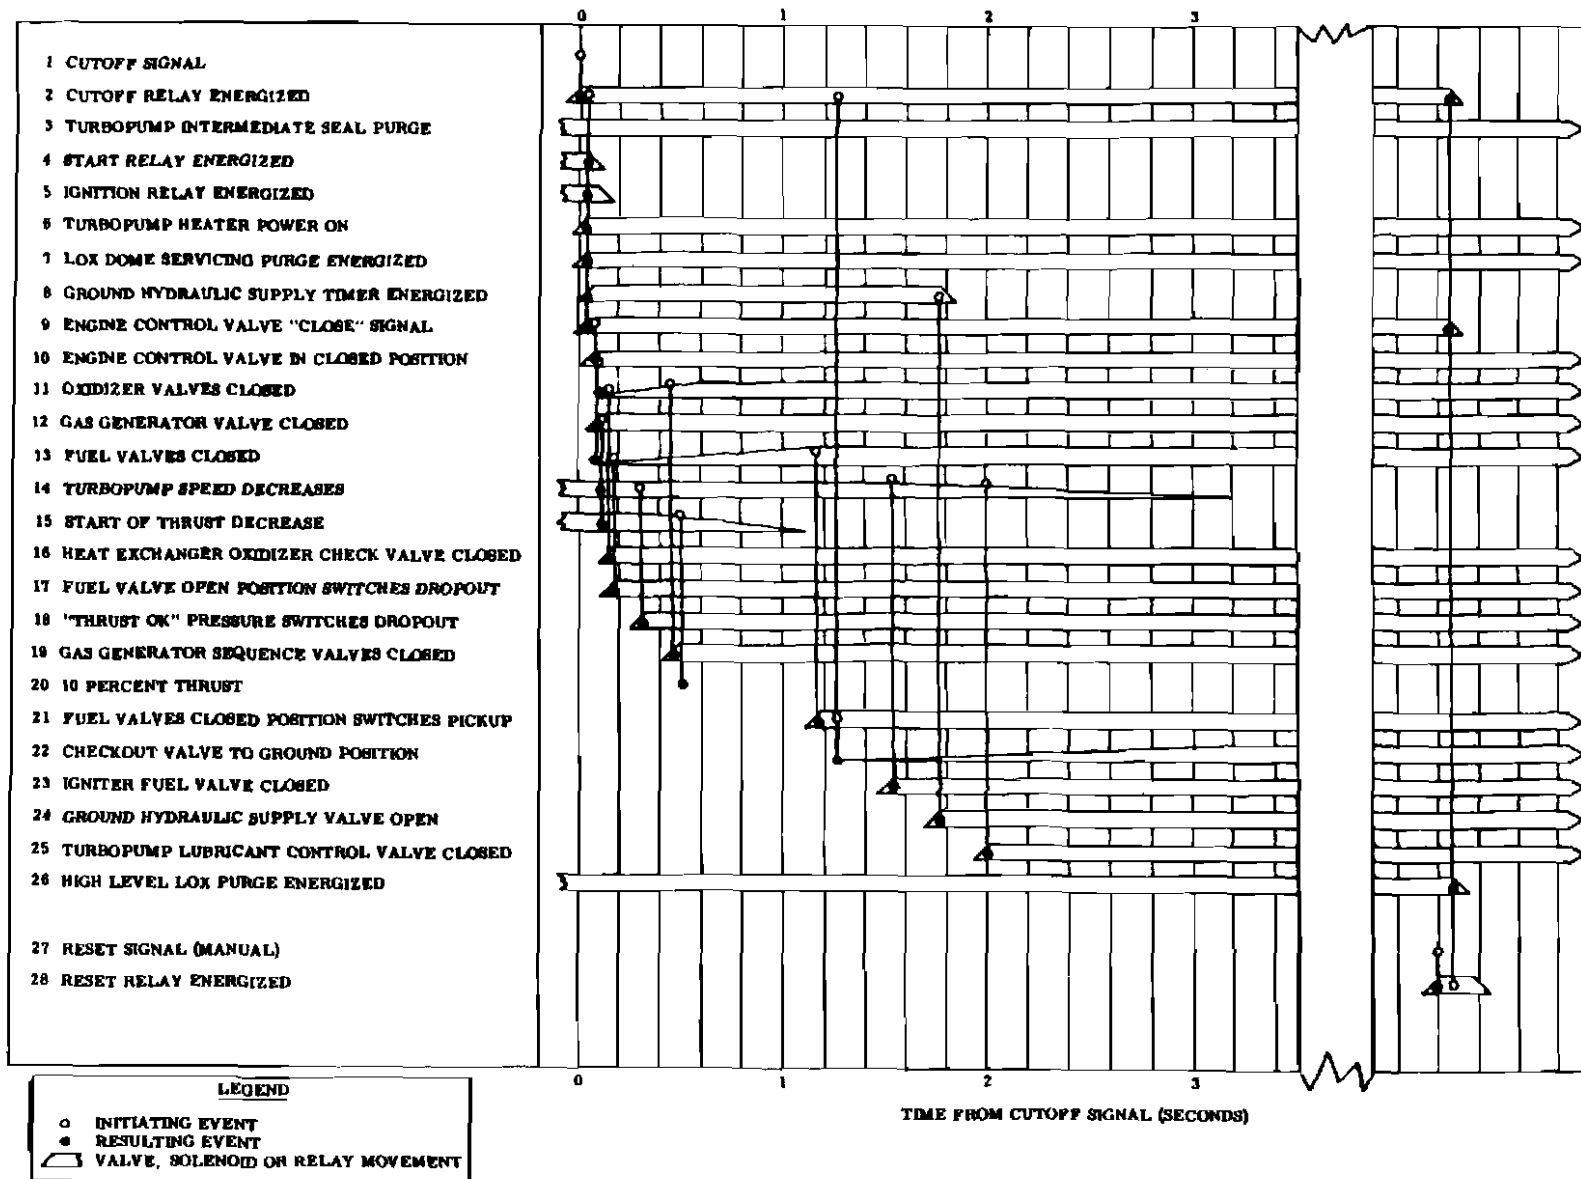 0 1 2 3
1 CUTOFF SIGNAL
2 CUTOFF RELAY ENERGIZED
3 TURBOPUMP INTERMEDIATE SEAL PURGE
4 START RELAY ENERGIZED
5 IGNITION RELAY ENERGIZED
6 TURBOPUMP HEATER POWER ON
7 LOX DOME SERVICING PURGE ENERGIZED
8 GROUND HYDRAULIC SUPPLY TIMER ENERGIZED
9 ENGINE CONTROL VALVE "CLOSE" SIGNAL
10 ENGINE CONTROL VALVE IN CLOSED POSITION
11 OXIDIZER VALVES CLOSED
12 GAS GENERATOR VALVE CLOSED
13 FUEL VALVES CLOSED
14 TURBOPUMP SPEED DECREASES
15 START OF THRUST DECREASE
16 HEAT EXCHANGER OXIDIZER CHECK VALVE CLOSED
17 FUEL VALVE OPEN POSITION SWITCHES DROPOUT
18 "THRUST OK" PRESSURE SWITCHES DROPOUT
19 GAS GENERATOR SEQUENCE VALVES CLOSED
20 10 PERCENT THRUST
21 FUEL VALVES CLOSED POSITION SWITCHES PICKUP
22 CHECKOUT VALVE TO GROUND POSITION
23 IGNITER FUEL VALVE CLOSED
24 GROUND HYDRAULIC SUPPLY VALVE OPEN
25 TURBOPUMP LUBRICANT CONTROL VALVE CLOSED
26 HIGH LEVEL LOX PURGE ENERGIZED
27 RESET SIGNAL (MANUAL)
28 RESET RELAY ENERGIZED
0 1 2 3
TIME FROM CUTOFF SIGNAL (SECONDS)
LEGEND
INITIATING EVENT
RESULTING EVENT
VALVE, SOLENOID OR RELAY MOVEMENT